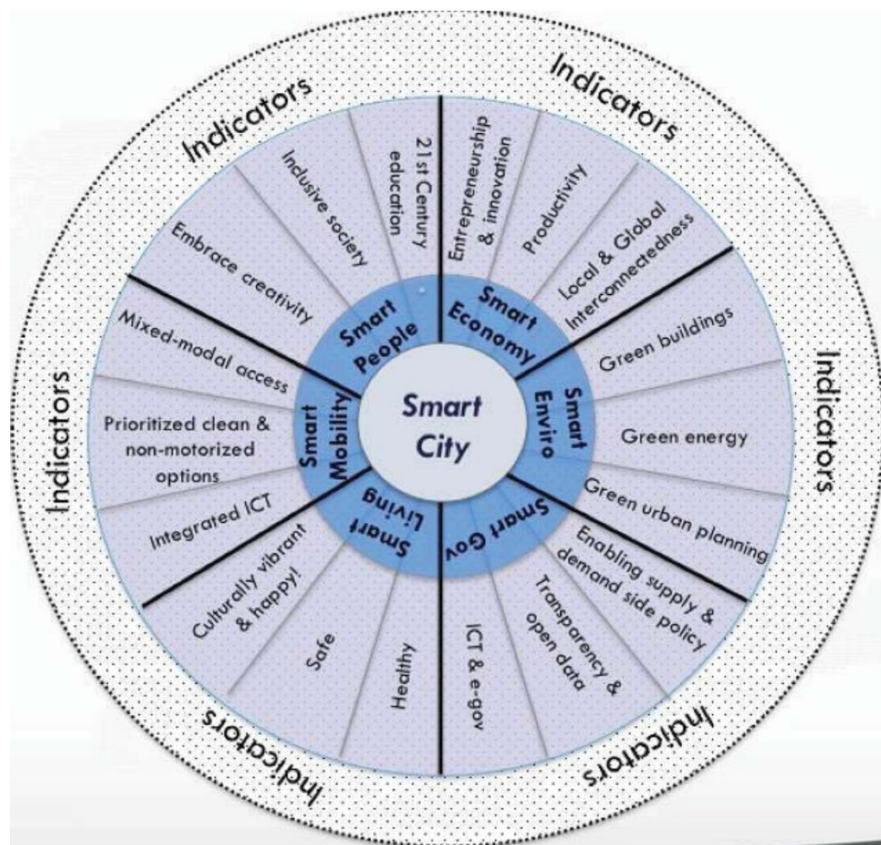 Smart
City
Smart
Economy
Entrepreneurship
& innovation
Productivity
Local & Global
Interconnectedness
Indicators
Smart
Enviro
Green buildings
Green energy
Green urban planning
Indicators
Smart Gov
Enabling supply &
demand side policy
Transparency &
open data
ICT & e-gov
Indicators
Smart
Living
Healthy
Safe
Culturally vibrant
& happy!
Indicators
Smart
Mobility
Integrated ICT
Prioritized clean &
non-motorized
options
Mixed-modal access
Indicators
Smart
People
Embrace creativity
Inclusive society
21st Century
education
Indicators